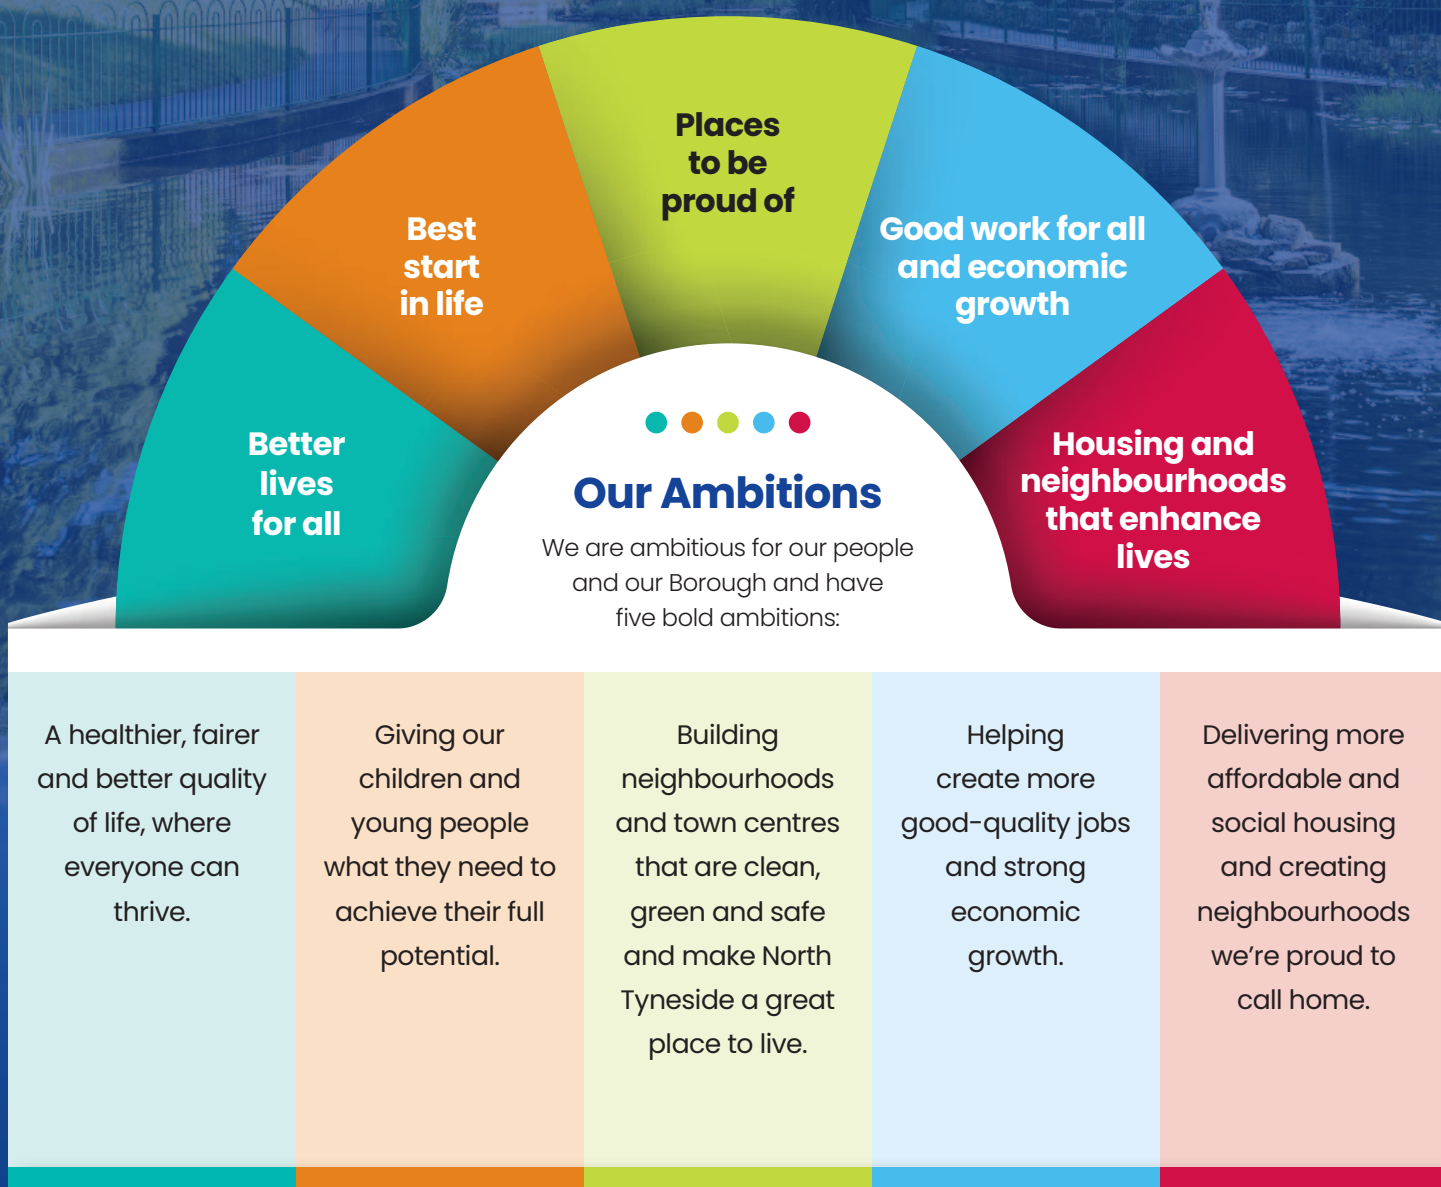 Places
to be
proud of
Best
start
in life
Good work for all
and economic
growth
Better
lives
for all
Housing and
neighbourhoods
that enhance
lives
Our Ambitions
We are ambitious for our people
and our Borough and have
five bold ambitions:
A healthier, fairer
and better quality
of life, where
everyone can
thrive.
Giving our
children and
young people
what they need to
achieve their full
potential.
Building
neighbourhoods
and town centres
that are clean,
green and safe
and make North
Tyneside a great
place to live.
Helping
create more
good-quality jobs
and strong
economic
growth.
Delivering more
affordable and
social housing
and creating
neighbourhoods
we're proud to
call home.